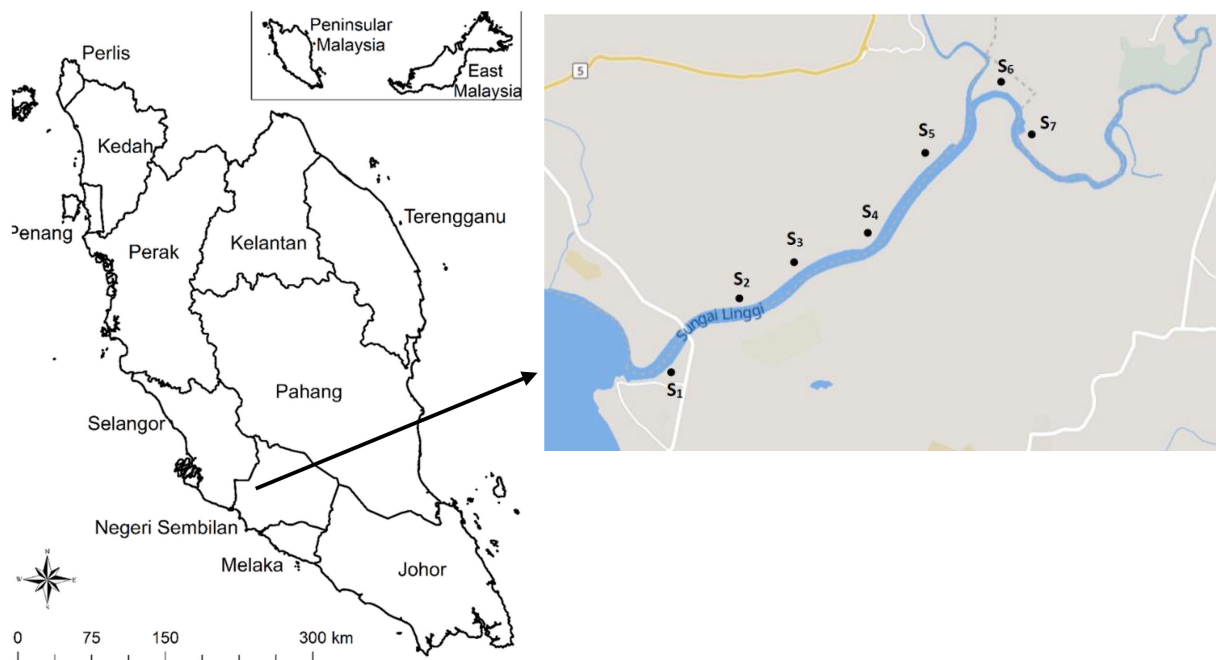 Peninsular
Malaysia
East
Malaysia
Perlis
Kedah
Penang
Perak
Kelantan
Terengganu
Pahang
Selangor
Negeri Sembilan
Melaka
Johor
N
W
E
S
0 75 150 300 km
5
S6
S7
S5
S4
S3
S2
Sungai Linggi
S1